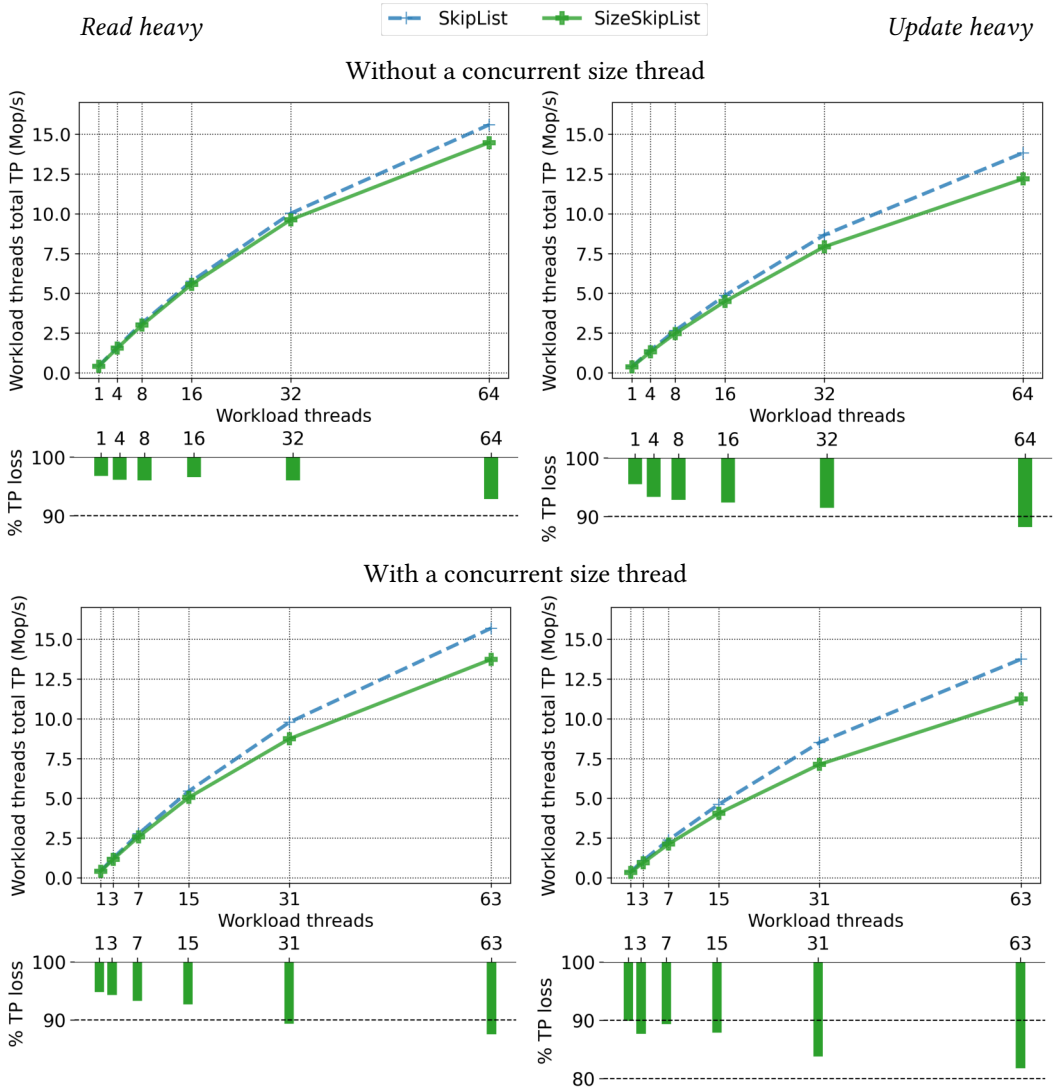 Read heavy
SkipList SizeSkipList
Update heavy
Without a concurrent size thread
Workload threads total TP (Mop/s)
15.0
12.5
10.0
7.5
5.0
2.5
0.0
1 4 8 16 32 64
Workload threads
1 4 8 16 32 64
% TP loss
100
90
Workload threads total TP (Mop/s)
15.0
12.5
10.0
7.5
5.0
2.5
0.0
1 4 8 16 32 64
Workload threads
1 4 8 16 32 64
% TP loss
100
90
With a concurrent size thread
Workload threads total TP (Mop/s)
15.0
12.5
10.0
7.5
5.0
2.5
0.0
1 3 7 15 31 63
Workload threads
1 3 7 15 31 63
% TP loss
100
90
Workload threads total TP (Mop/s)
15.0
12.5
10.0
7.5
5.0
2.5
0.0
1 3 7 15 31 63
Workload threads
1 3 7 15 31 63
% TP loss
100
90
80